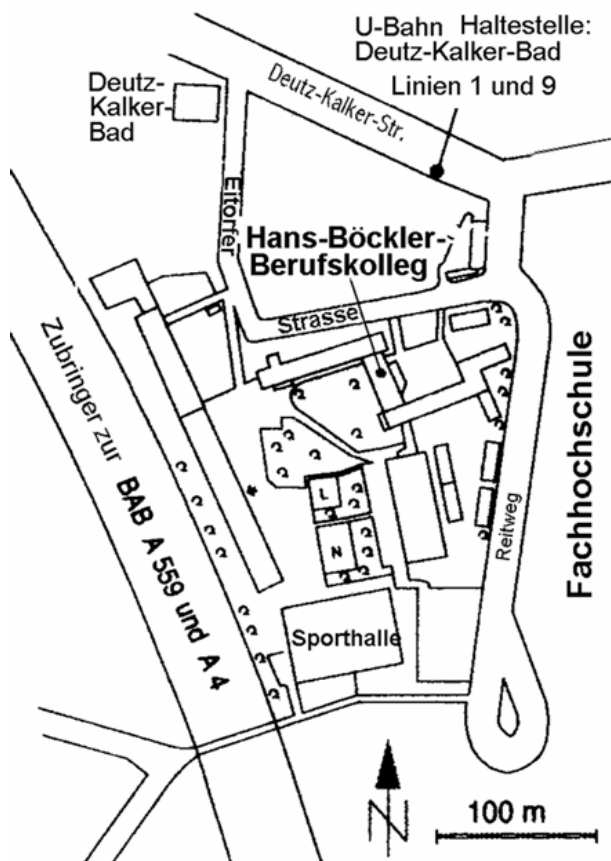 U-Bahn Haltestelle:
Deutz-Kalker-Bad
Linien 1 und 9
Deutz-
Kalker-
Bad
Deutz-Kalker-Str.
Eitorfer
Strasse
Hans-Böckler-
Berufskolleg
Zubringer zur BAB A 559 und A 4
L
N
Sporthalle
Reitweg
Fachhochschule
N
100 m